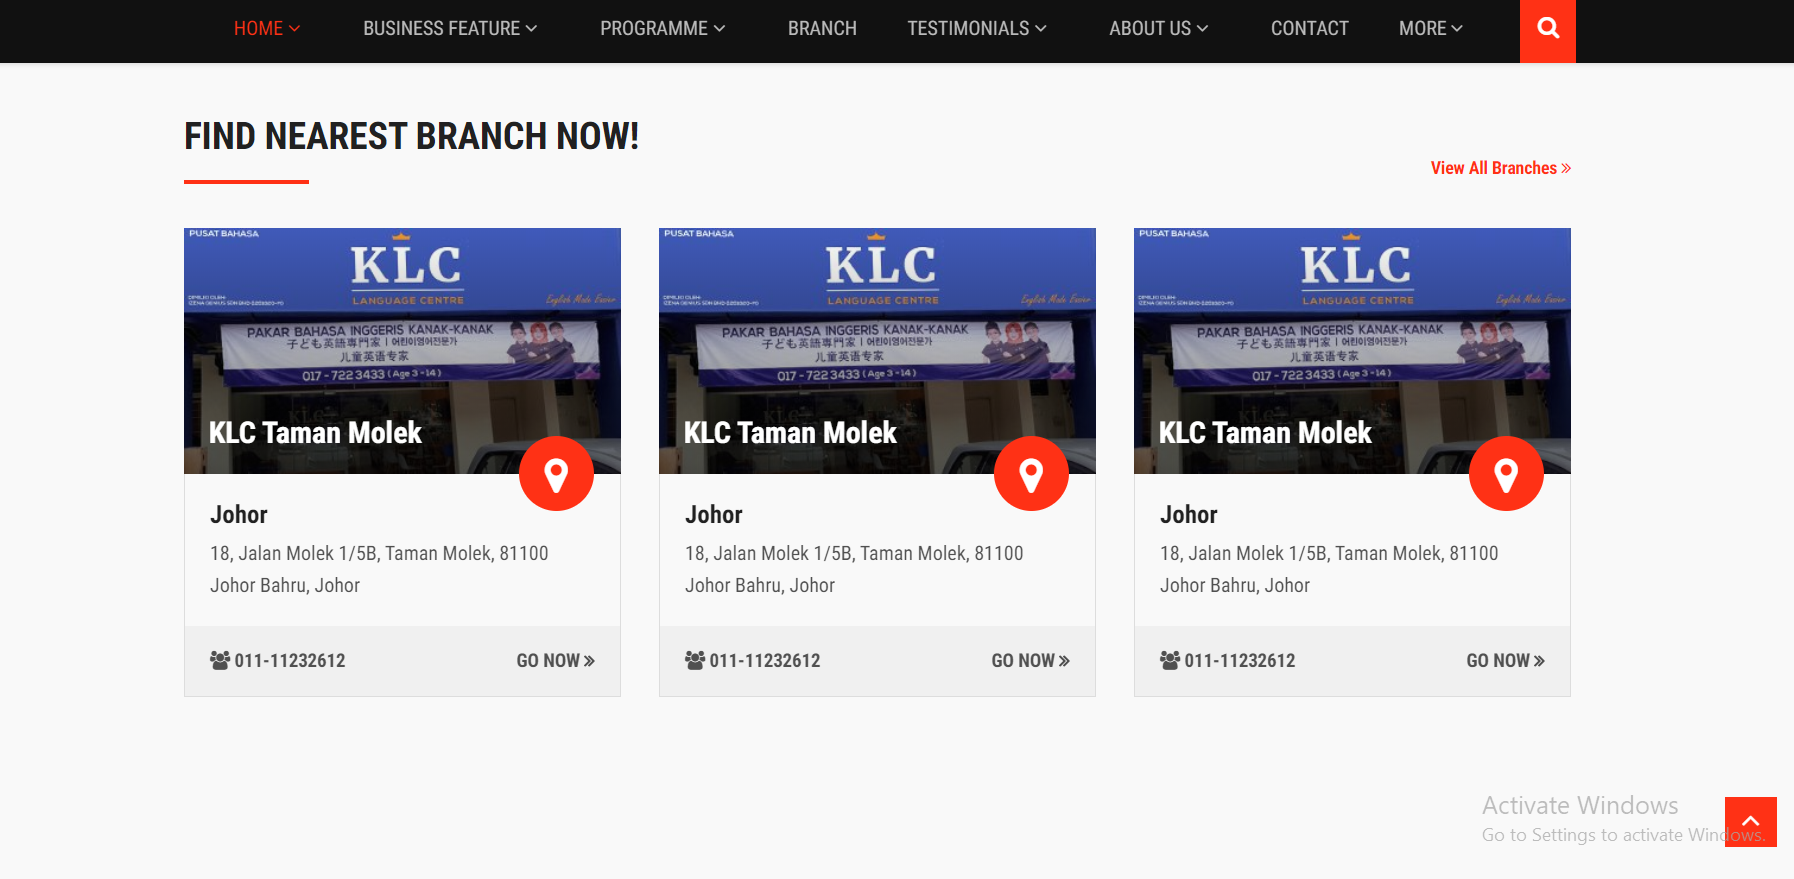 HOME
BUSINESS FEATURE
PROGRAMME
BRANCH
TESTIMONIALS
ABOUT US
CONTACT
MORE
FIND NEAREST BRANCH NOW!
View All Branches »
PUSAT BAHASA
KLC
LANGUAGE CENTRE
English Made Easier
PAKAR BAHASA INGGERIS KANAK-KANAK
子ども英語専門家 | 어린이영어전문가
儿童英语专家
017 - 722 3433 ( Age 3 - 14 )
KLC
KLC Taman Molek
Johor
18, Jalan Molek 1/5B, Taman Molek, 81100
Johor Bahru, Johor
011-11232612
GO NOW »
PUSAT BAHASA
KLC
LANGUAGE CENTRE
English Made Easier
PAKAR BAHASA INGGERIS KANAK-KANAK
子ども英語専門家 | 어린이영어전문가
儿童英语专家
017 - 722 3433 ( Age 3 - 14 )
KLC
KLC Taman Molek
Johor
18, Jalan Molek 1/5B, Taman Molek, 81100
Johor Bahru, Johor
011-11232612
GO NOW »
PUSAT BAHASA
KLC
LANGUAGE CENTRE
English Made Easier
PAKAR BAHASA INGGERIS KANAK-KANAK
子ども英語専門家 | 어린이영어전문가
儿童英语专家
017 - 722 3433 ( Age 3 - 14 )
KLC
KLC Taman Molek
Johor
18, Jalan Molek 1/5B, Taman Molek, 81100
Johor Bahru, Johor
011-11232612
GO NOW »
Activate Windows
Go to Settings to activate Windows.